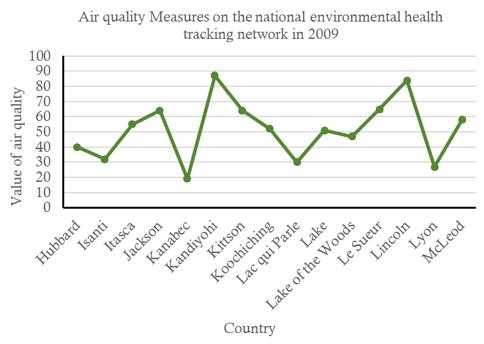 Air quality Measures on the national environmental health
tracking network in 2009
Value of air quality
100
90
80
70
60
50
40
30
20
10
0
Hubbard
Isanti
Itasca
Jackson
Kanabec
Kandiyohi
Kittson
Koochiching
Lac qui Parle
Lake
Lake of the Woods
Le Sueur
Lincoln
Lyon
McLeod
Country